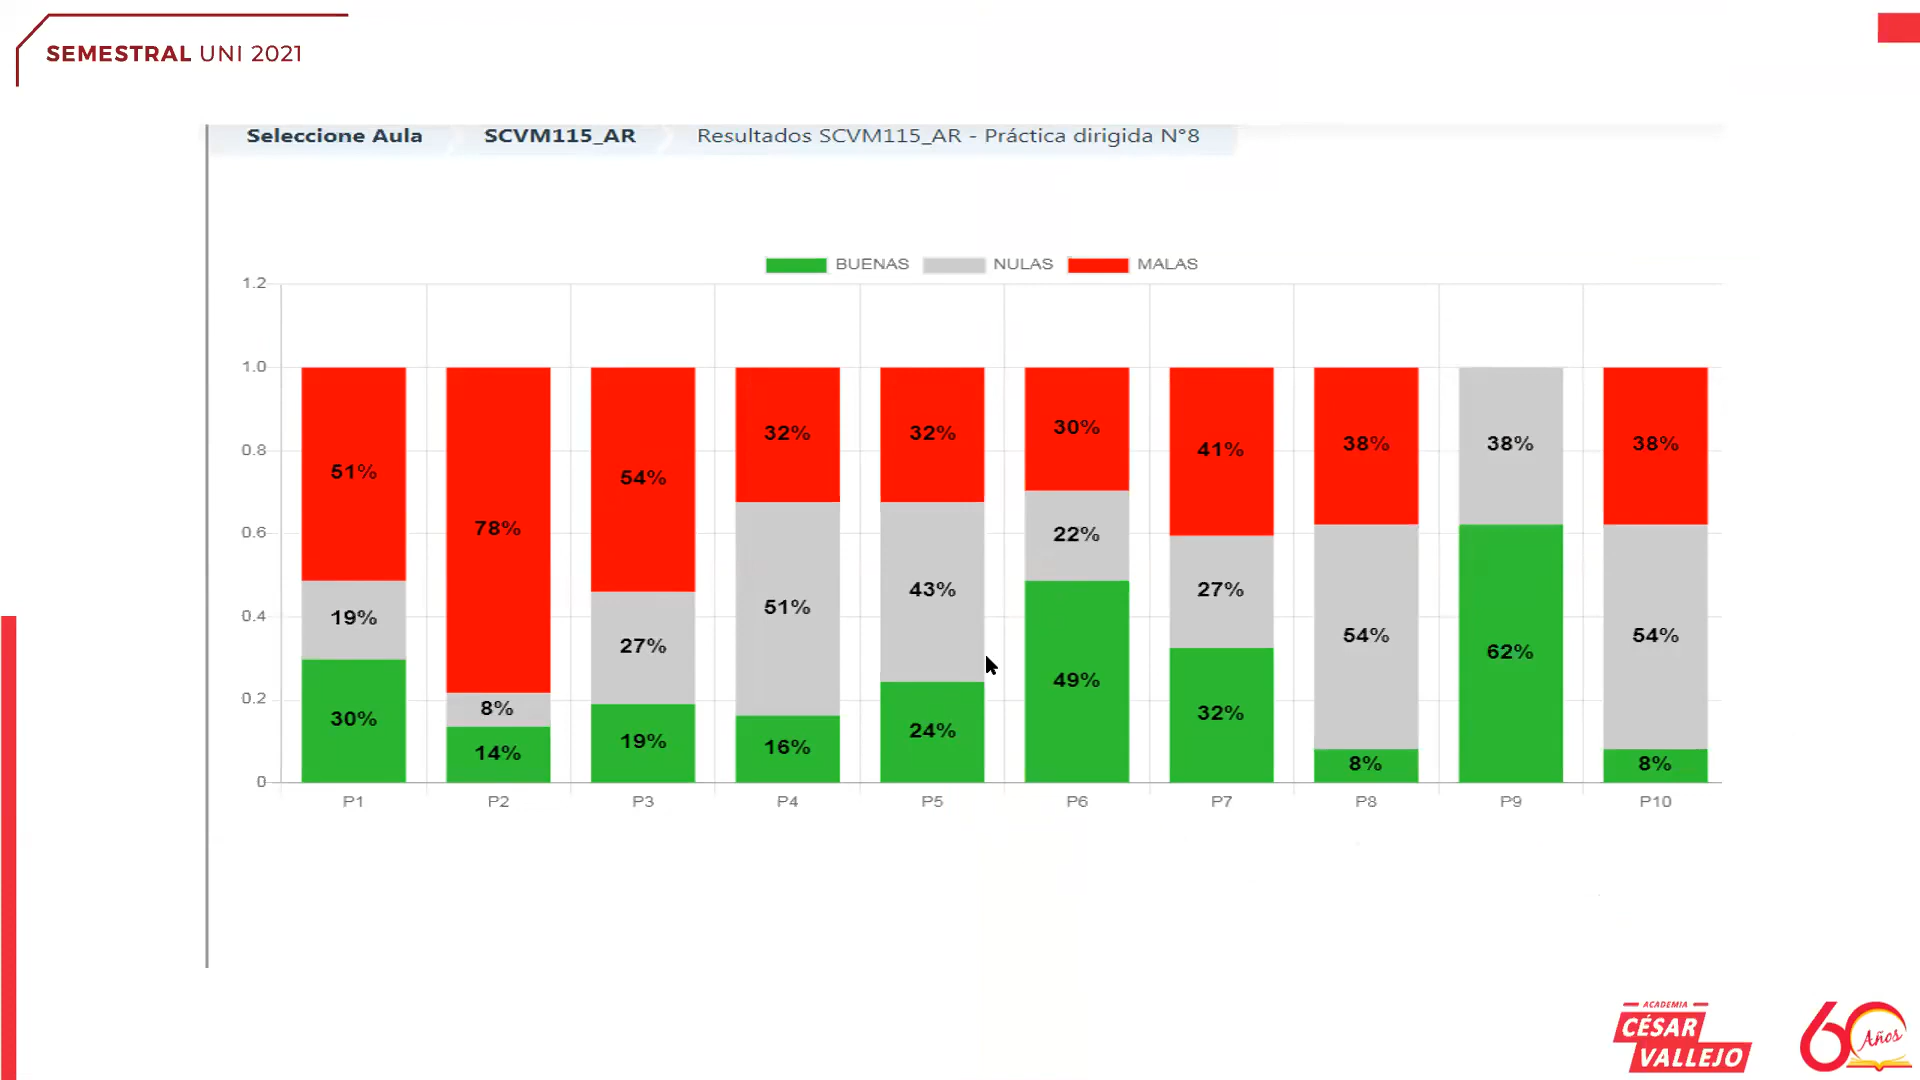 SEMESTRAL UNI 2021
Seleccione Aula SCVM115_AR Resultados SCVM115_AR - Práctica dirigida N°8
BUENAS NULAS MALAS
1.2
1.0
0.8
0.6
0.4
0.2
0
51% 19% 30%
78% 8% 14%
54% 27% 19%
32% 51% 16%
32% 43% 24%
30% 22% 49%
41% 27% 32%
38% 54% 8%
38% 62%
38% 54% 8%
P1 P2 P3 P4 P5 P6 P7 P8 P9 P10
ACADEMIA
CÉSAR
VALLEJO
60 Años